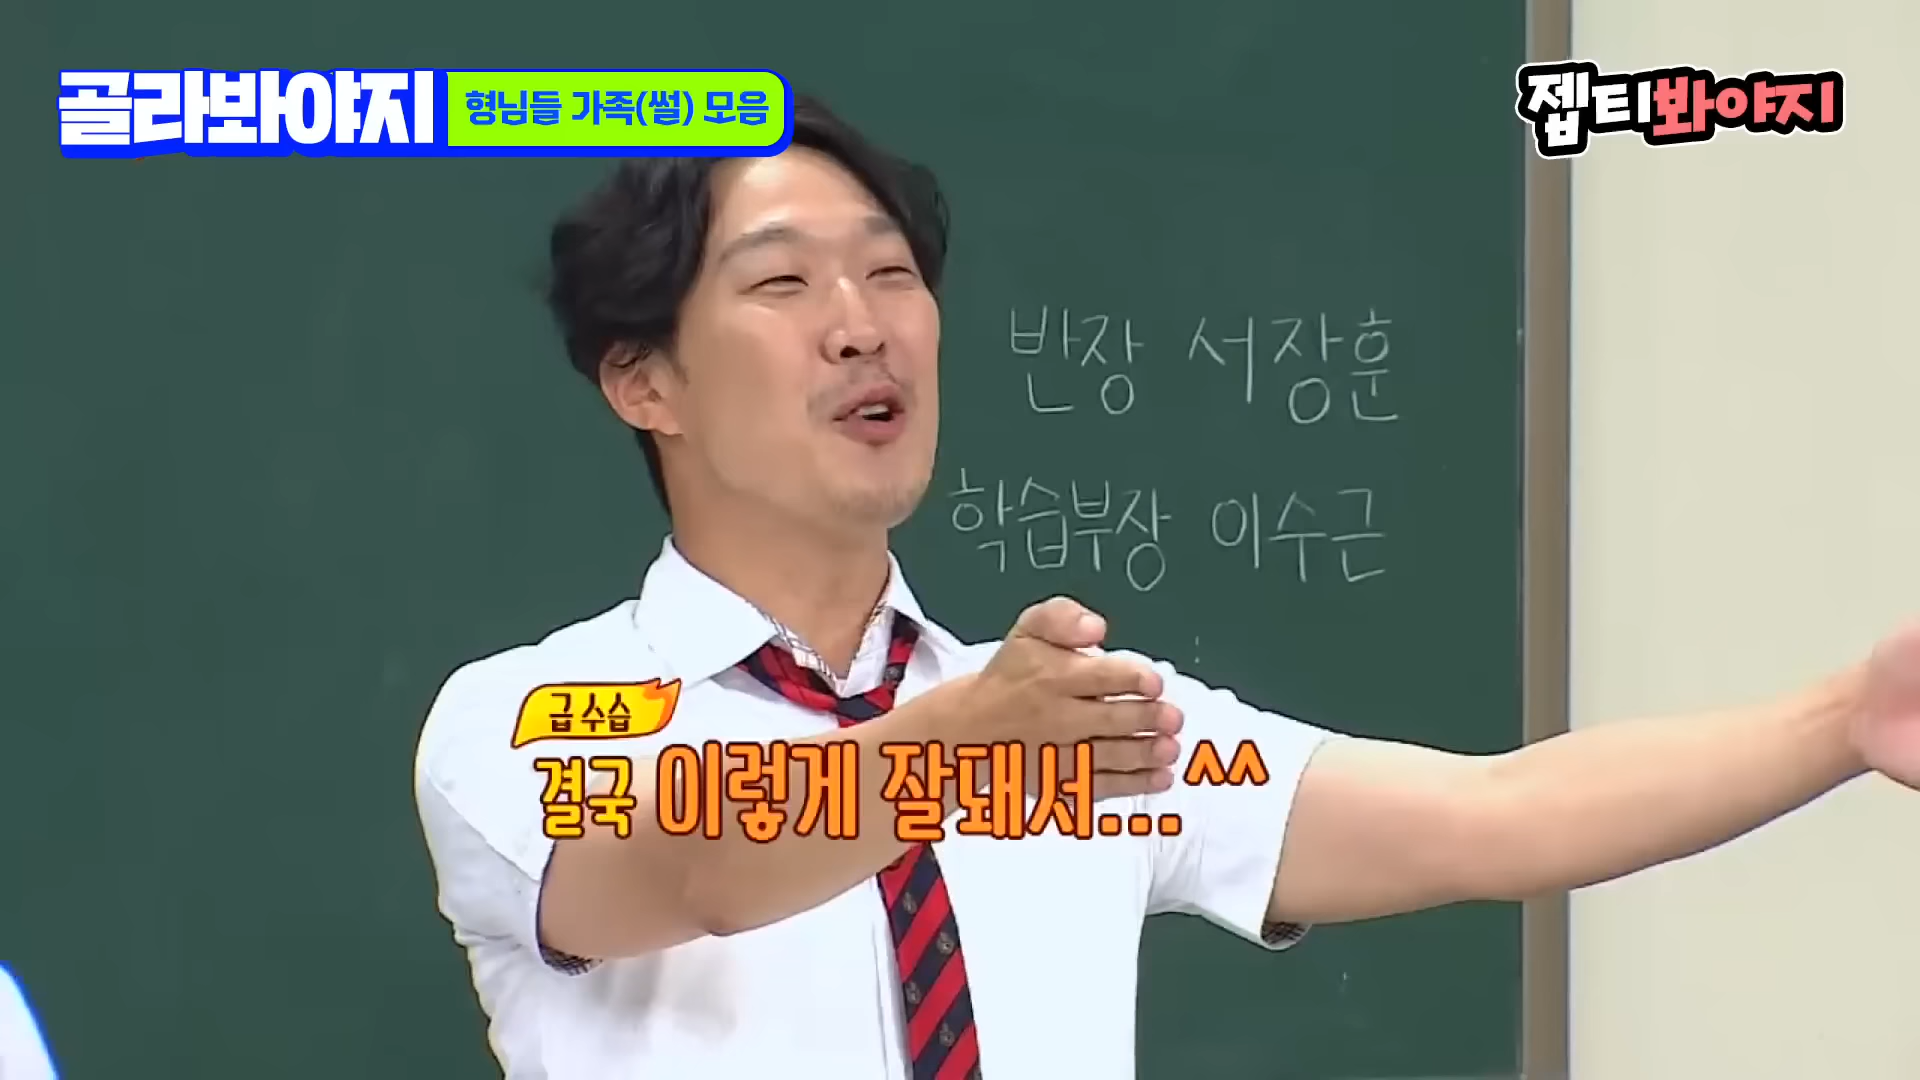 골라봐야지 형님들 가족(썰) 모음
젭티봐야지
반장 서장훈
학습부장 이수근
급 수습
결국 이렇게 잘돼서...^^